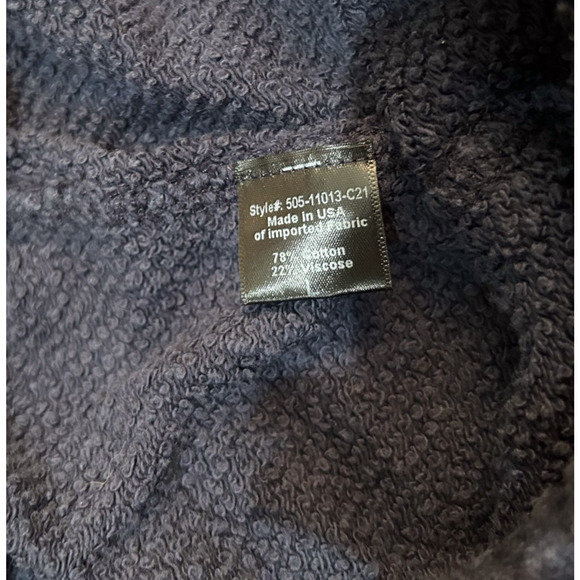 Style#: 505-11013-C21
Made in USA
of imported Fabric
78% Cotton
22% Viscose